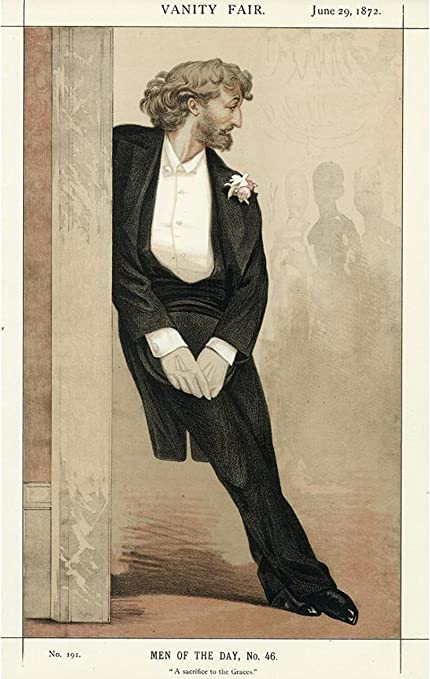 VANITY FAIR. June 29, 1872.
No. 191. MEN OF THE DAY, No. 46.
"A sacrifice to the Graces."